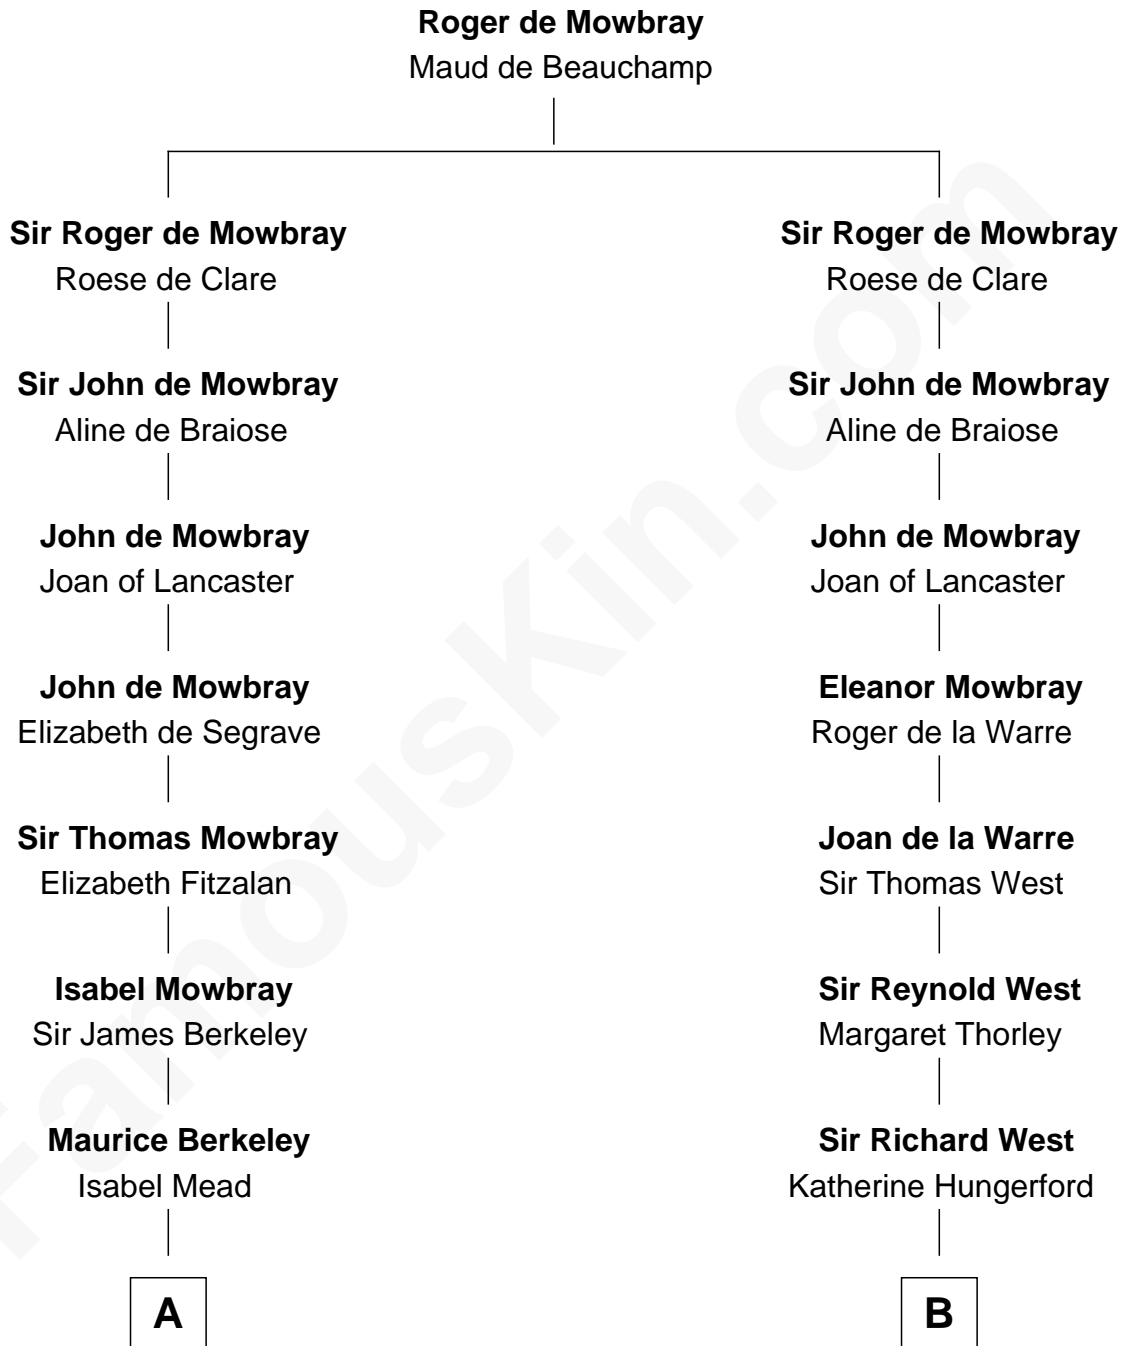 Roger de Mowbray
Maud de Beauchamp
Sir Roger de Mowbray
Roese de Clare
Sir John de Mowbray
Aline de Braiose
John de Mowbray
Joan of Lancaster
John de Mowbray
Elizabeth de Segrave
Sir Thomas Mowbray
Elizabeth Fitzalan
Isabel Mowbray
Sir James Berkeley
Maurice Berkeley
Isabel Mead
A
Sir Roger de Mowbray
Roese de Clare
Sir John de Mowbray
Aline de Braiose
John de Mowbray
Joan of Lancaster
Eleanor Mowbray
Roger de la Warre
Joan de la Warre
Sir Thomas West
Sir Reynold West
Margaret Thorley
Sir Richard West
Katherine Hungerford
B
FamousKin.com